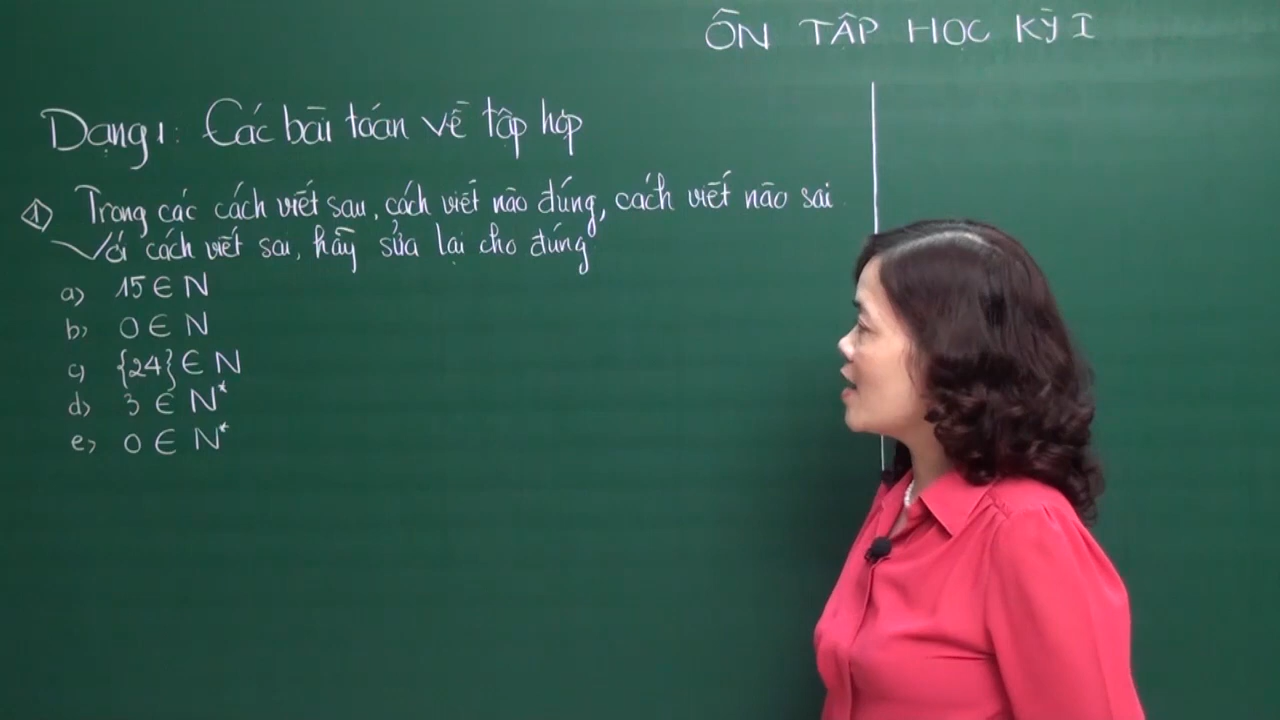 ÔN TẬP HỌC KỲ I
Dạng 1: Các bài toán về tập hợp
1 Trong các cách viết sau, cách viết nào đúng, cách viết nào sai
Với cách viết sai, hãy sửa lại cho đúng
a) 15 ∈ N
b) 0 ∈ N
c) {24} ∈ N
d) 3 ∈ N*
e) 0 ∈ N*